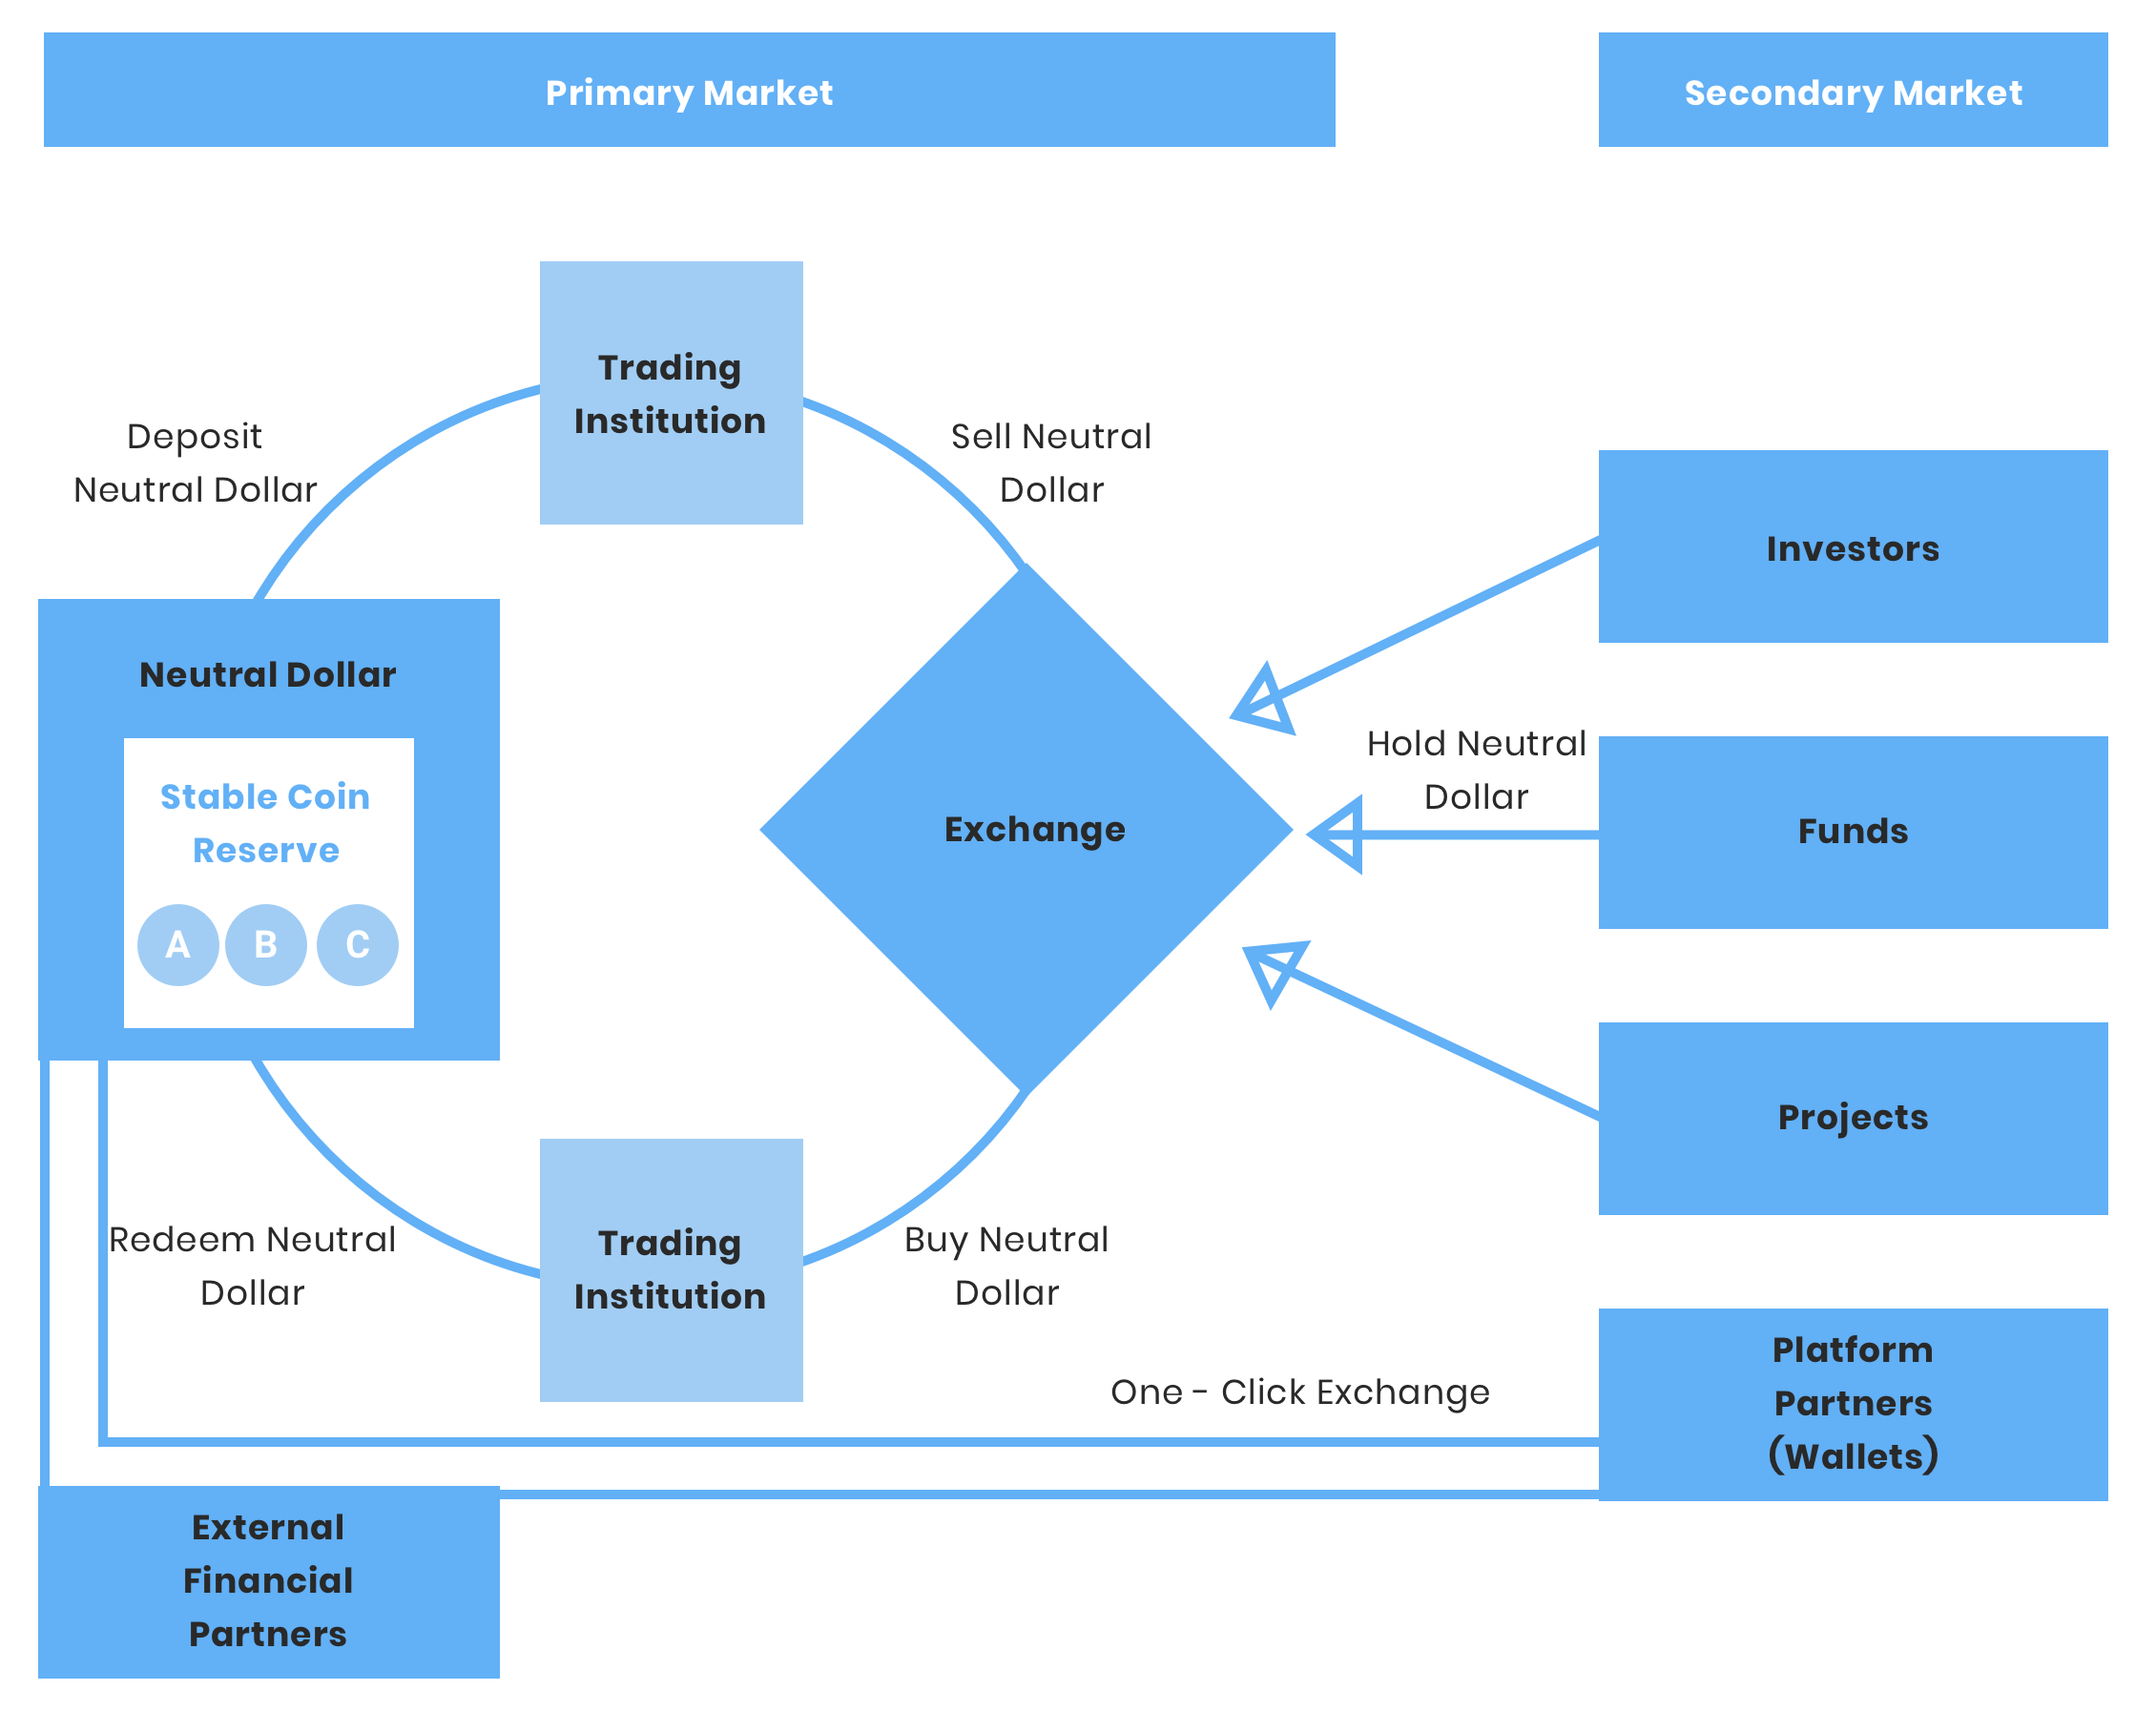 Primary Market
Secondary Market
Trading
Institution
Deposit
Neutral Dollar
Sell Neutral
Dollar
Investors
Neutral Dollar
Stable Coin
Reserve
A B C
Exchange
Hold Neutral
Dollar
Funds
Projects
Redeem Neutral
Dollar
Trading
Institution
Buy Neutral
Dollar
One - Click Exchange
Platform
Partners
(Wallets)
External
Financial
Partners